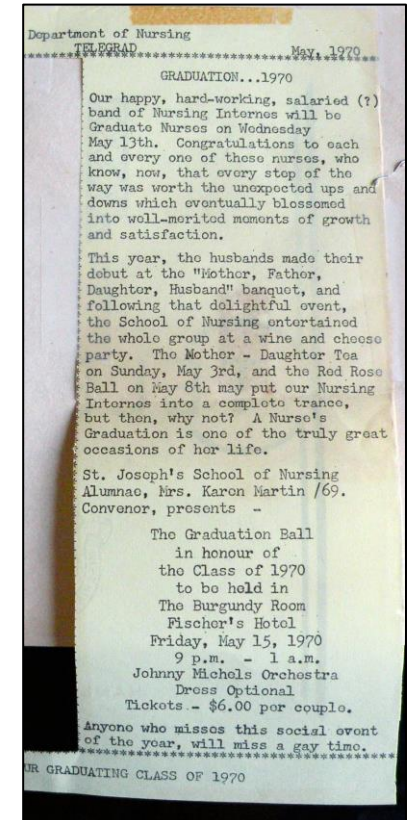 Department of Nursing
TELEGRAD May, 1970
GRADUATION...1970
Our happy, hard-working, salaried (?)
band of Nursing Internes will be
Graduate Nurses on Wednesday
May 13th. Congratulations to each
and every one of these nurses, who
know, now, that every step of the
way was worth the unexpected ups and
downs which eventually blossomed
into well-merited moments of growth
and satisfaction.
This year, the husbands made their
debut at the "Mother, Father,
Daughter, Husband" banquet, and
following that delightful event,
the School of Nursing entertained
the whole group at a wine and cheese
party. The Mother - Daughter Tea
on Sunday, May 3rd, and the Red Rose
Ball on May 8th may put our Nursing
Internes into a complete trance,
but then, why not? A Nurse's
Graduation is one of the truly great
occasions of her life.
St. Joseph's School of Nursing
Alumnae, Mrs. Karen Martin /69.
Convenor, presents -
The Graduation Ball
in honour of
the Class of 1970
to be held in
The Burgundy Room
Fischer's Hotel
Friday, May 15, 1970
9 p.m. - 1 a.m.
Johnny Michels Orchestra
Dress Optional
Tickets - $6.00 per couple.
Anyone who misses this social event
of the year, will miss a gay time.
UR GRADUATING CLASS OF 1970